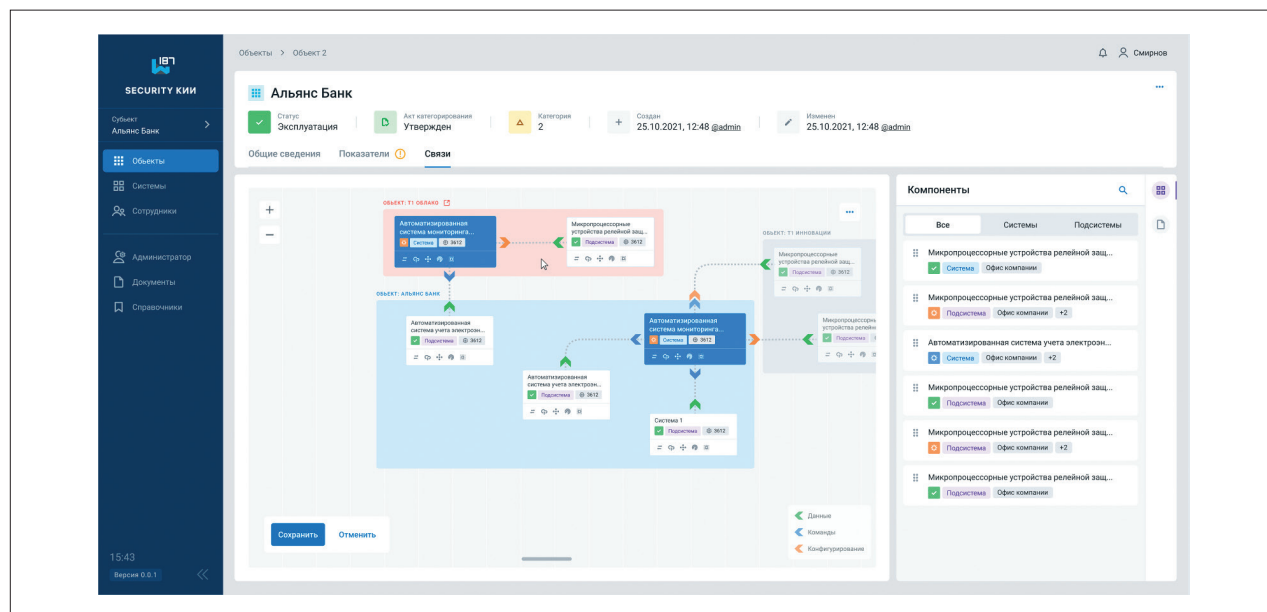 187
SECURITY КИИ
Субъект
Альянс Банк
Объекты
Системы
Сотрудники
Администратор
Документы
Справочники
15:43
Версия 0.0.1
Объекты > Объект 2
Смирнов
Альянс Банк
Статус
Эксплуатация
Акт категорирования
Утвержден
Категория
2
Создан
25.10.2021, 12:48 @admin
Изменен
25.10.2021, 12:48 @admin
Общие сведения Показатели Связи
ОБЪЕКТ: Т1 ОБЛАКО
Автоматизированная
система мониторинга...
Система 3612
Микропроцессорные
устройства релейной защ...
Подсистема 3612
ОБЪЕКТ: Т1 ИННОВАЦИИ
Микропроцессорные
устройства релейной защ...
Подсистема 3612
Микропроцессорн
устройства релейн
Подсистема
ОБЪЕКТ: АЛЬЯНС БАНК
Автоматизированная
система учета электроэн...
Подсистема 3612
Автоматизированная
система мониторинга...
Система 3612
Автоматизированная
система учета электроэн...
Подсистема 3612
Система 1
Подсистема 3612
Сохранить Отменить
Данные
Команды
Конфигурирование
Компоненты
Все Системы Подсистемы
Микропроцессорные устройства релейной защ...
Система Офис компании
Микропроцессорные устройства релейной защ...
Подсистема Офис компании +2
Автоматизированная система учета электроэн...
Система Офис компании +2
Микропроцессорные устройства релейной защ...
Подсистема Офис компании
Микропроцессорные устройства релейной защ...
Подсистема Офис компании +2
Микропроцессорные устройства релейной защ...
Подсистема Офис компании